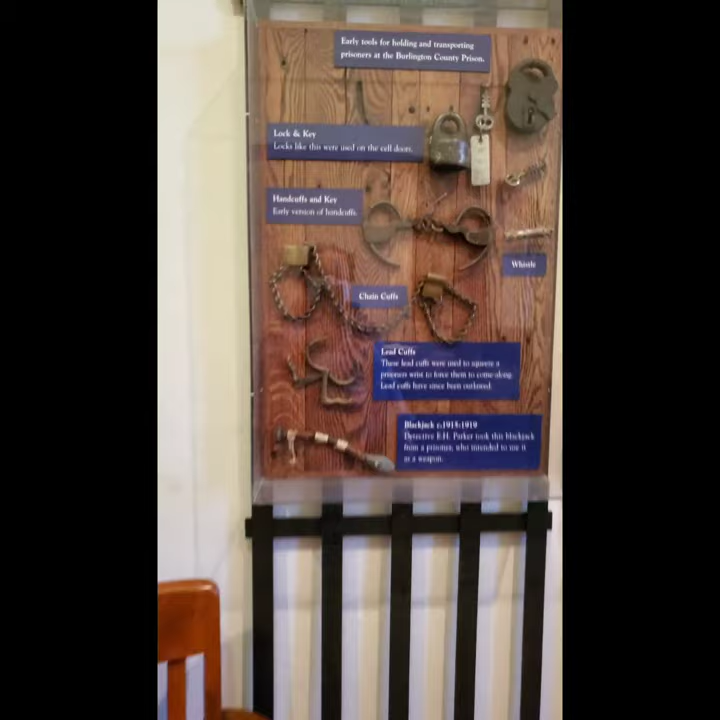 Early tools for holding and transporting
prisoners at the Burlington County Prison.
Lock & Key
Locks like this were used on the cell doors.
Handcuffs and Key
Early version of handcuffs.
Whistle
Chain Cuffs
Lead Cuffs
These lead cuffs were used to squeeze a
prisoners wrist to force them to come-along.
Lead cuffs have since been outlawed.
Blackjack c.1915-1919
Detective E.H. Parker took this blackjack
from a prisoner, who intended to use it
as a weapon.